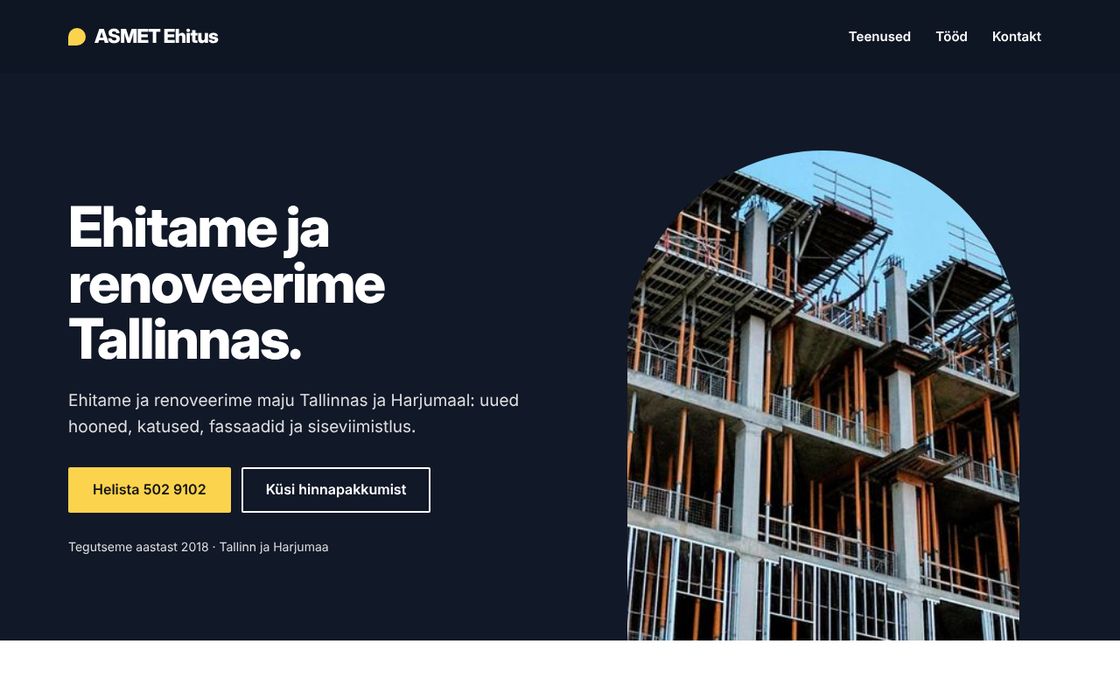 ASMET Ehitus
Teenused Tööd Kontakt
Ehitame ja
renoveerime
Tallinnas.
Ehitame ja renoveerime maju Tallinnas ja Harjumaal: uued
hooned, katused, fassaadid ja siseviimistlus.
Helista 502 9102
Küsi hinnapakkumist
Tegutseme aastast 2018 · Tallinn ja Harjumaa